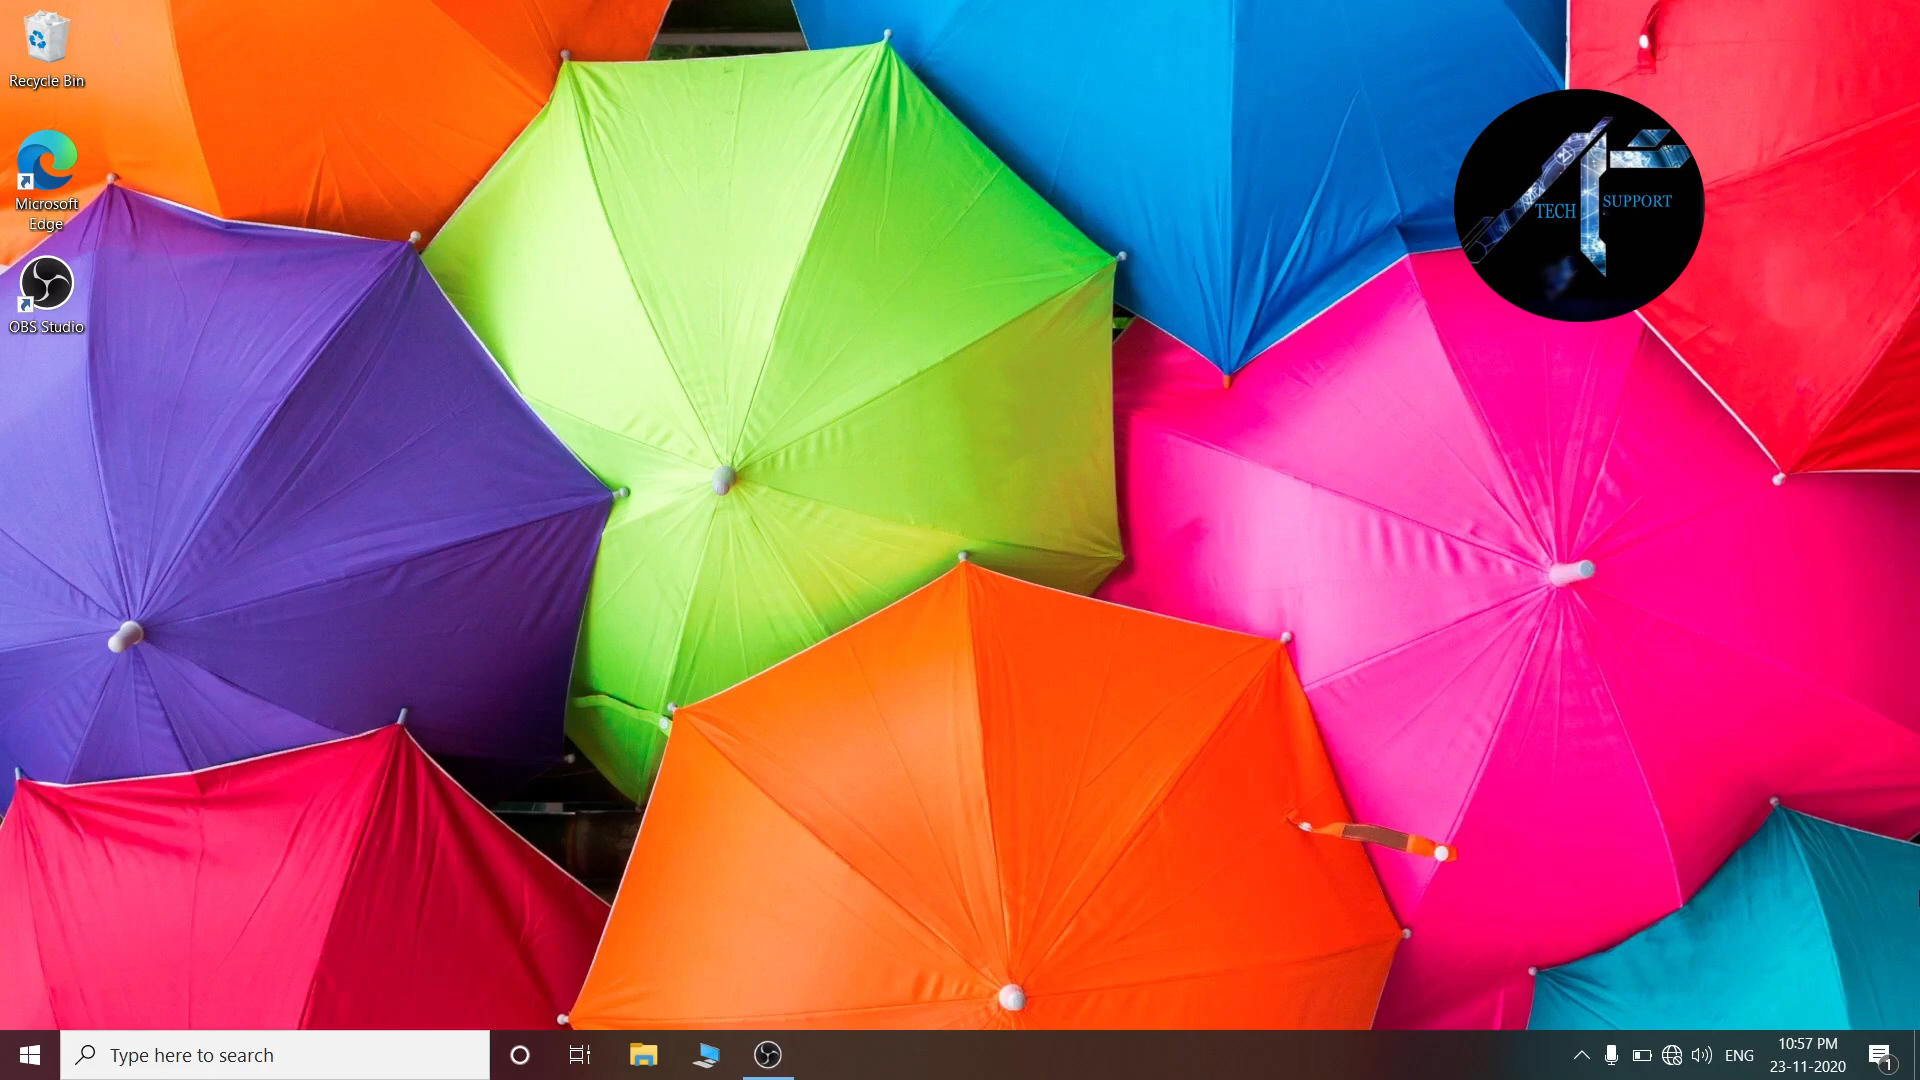 Recycle Bin
Microsoft
Edge
OBS Studio
TECH SUPPORT
Type here to search
ENG
10:57 PM
23-11-2020
1